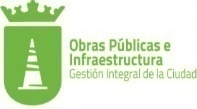 Obras Públicas e
Infraestructura
Gestión Integral de la Ciudad